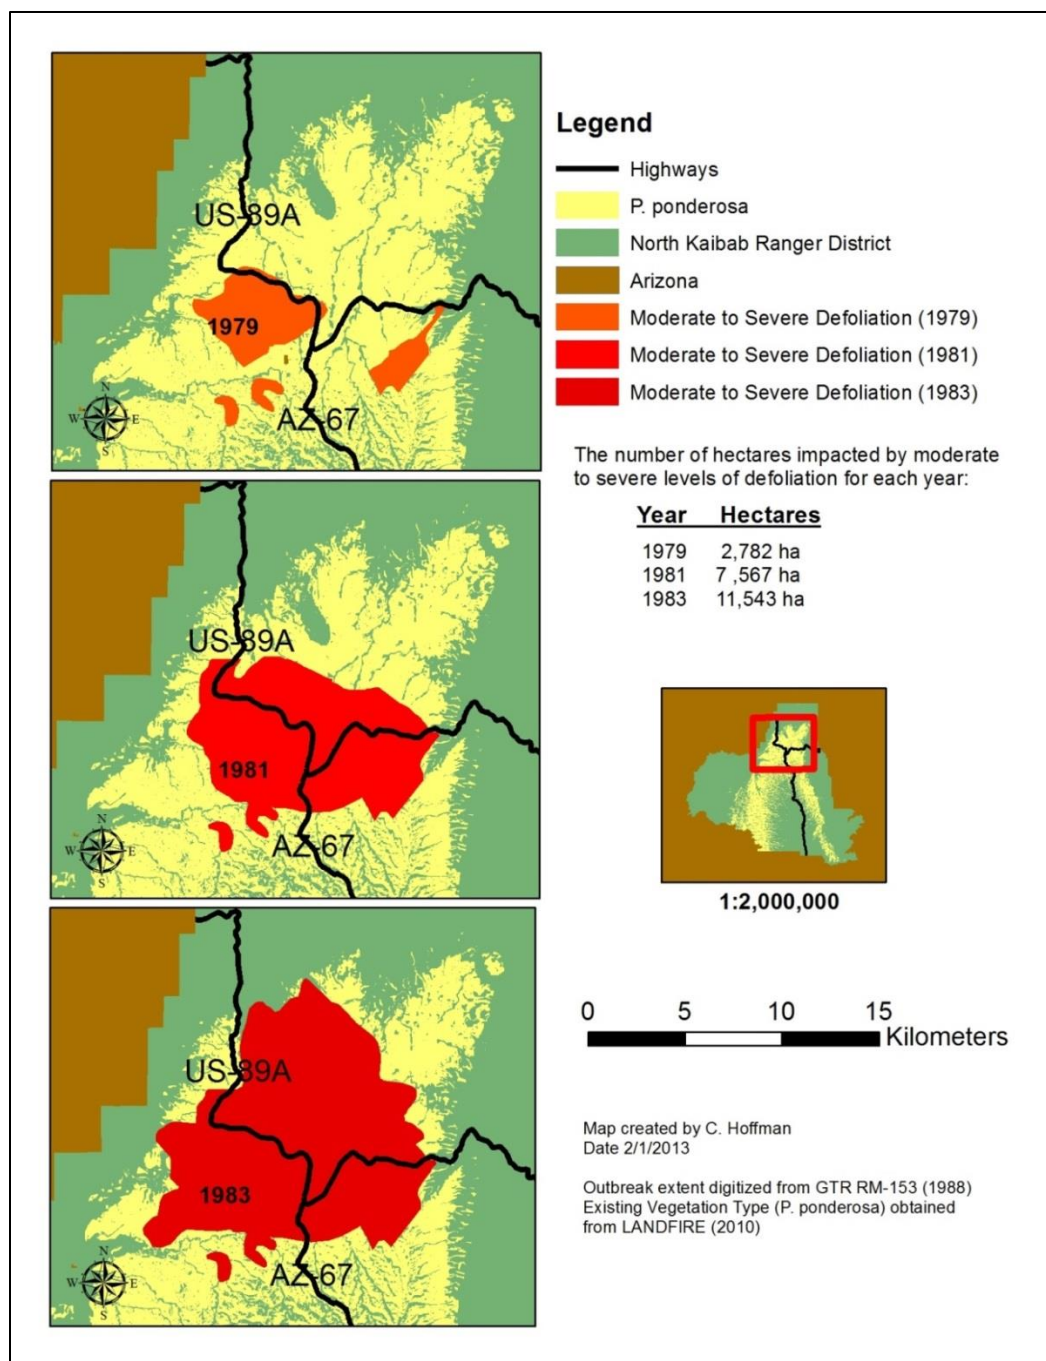 US-89A
1979
AZ-67
N
W
E
S
US-89A
1981
AZ-67
N
W
E
S
US-89A
1983
AZ-67
N
W
E
S
Legend
Highways
P. ponderosa
North Kaibab Ranger District
Arizona
Moderate to Severe Defoliation (1979)
Moderate to Severe Defoliation (1981)
Moderate to Severe Defoliation (1983)
The number of hectares impacted by moderate
to severe levels of defoliation for each year:
Year Hectares
1979 2,782 ha
1981 7 ,567 ha
1983 11,543 ha
1:2,000,000
0 5 10 15
Kilometers
Map created by C. Hoffman
Date 2/1/2013
Outbreak extent digitized from GTR RM-153 (1988)
Existing Vegetation Type (P. ponderosa) obtained
from LANDFIRE (2010)